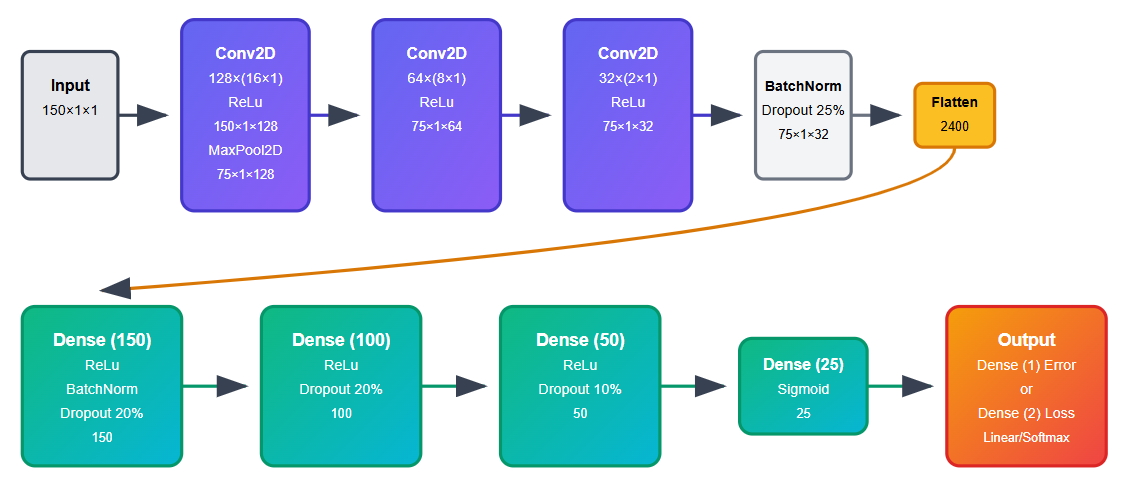 Input
150×1×1
Conv2D
128×(16×1)
ReLu
150×1×128
MaxPool2D
75×1×128
Conv2D
64×(8×1)
ReLu
75×1×64
Conv2D
32×(2×1)
ReLu
75×1×32
BatchNorm
Dropout 25%
75×1×32
Flatten
2400
Dense (150)
ReLu
BatchNorm
Dropout 20%
150
Dense (100)
ReLu
Dropout 20%
100
Dense (50)
ReLu
Dropout 10%
50
Dense (25)
Sigmoid
25
Output
Dense (1) Error
or
Dense (2) Loss
Linear/Softmax